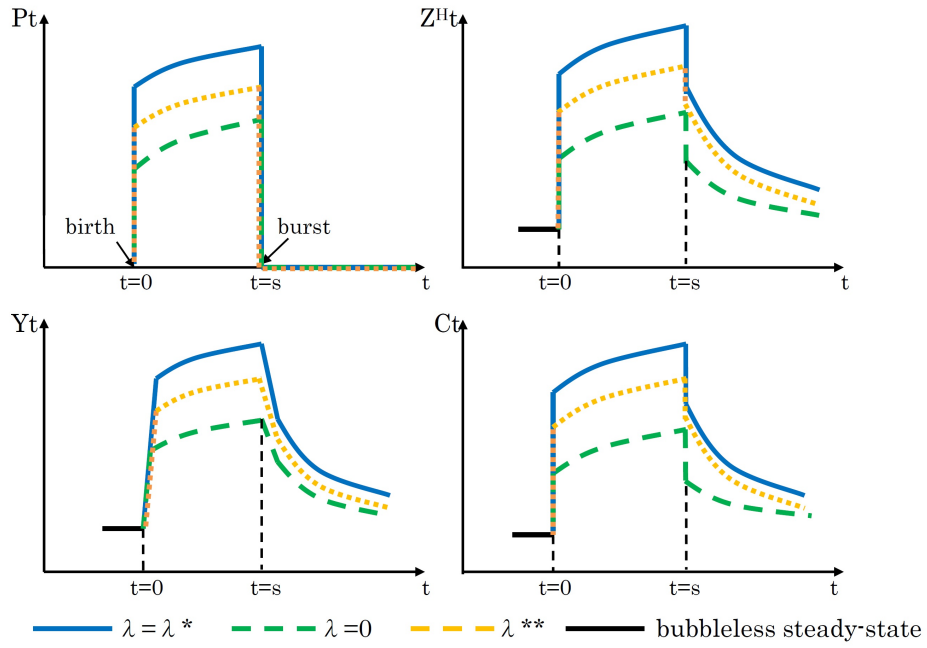 Pt
birth
burst
t=0
t=s
t
Zᴴt
t=0
t=s
t
Yt
t=0
t=s
t
Ct
t=0
t=s
t
λ = λ * λ =0 λ ** bubbleless steady-state